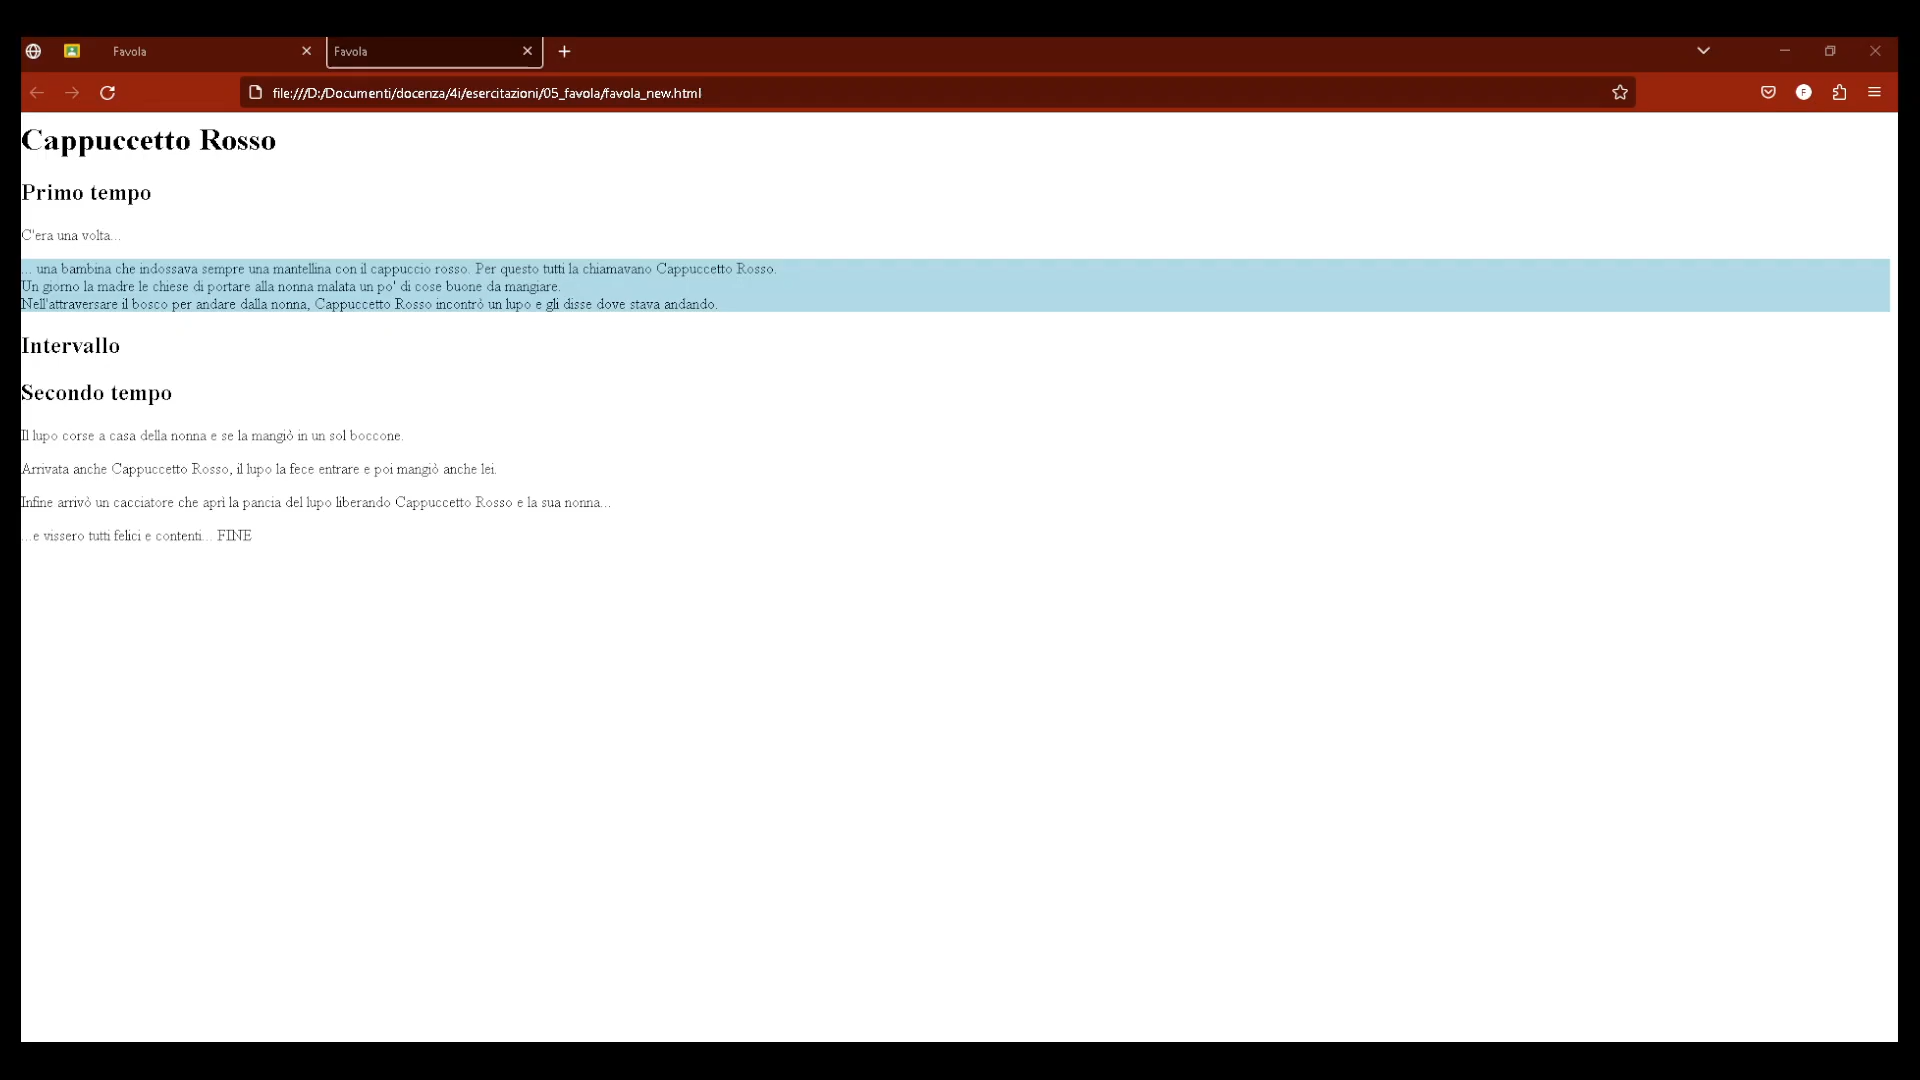 Favola
Favola
file:///D:/Documenti/docenza/4i/esercitazioni/05_favola/favola_new.html
F
Cappuccetto Rosso
Primo tempo
C'era una volta...
... una bambina che indossava sempre una mantellina con il cappuccio rosso. Per questo tutti la chiamavano Cappuccetto Rosso.
Un giorno la madre le chiese di portare alla nonna malata un po' di cose buone da mangiare.
Nell'attraversare il bosco per andare dalla nonna, Cappuccetto Rosso incontrò un lupo e gli disse dove stava andando.
Intervallo
Secondo tempo
Il lupo corse a casa della nonna e se la mangiò in un sol boccone.
Arrivata anche Cappuccetto Rosso, il lupo la fece entrare e poi mangiò anche lei.
Infine arrivò un cacciatore che aprì la pancia del lupo liberando Cappuccetto Rosso e la sua nonna...
...e vissero tutti felici e contenti... FINE